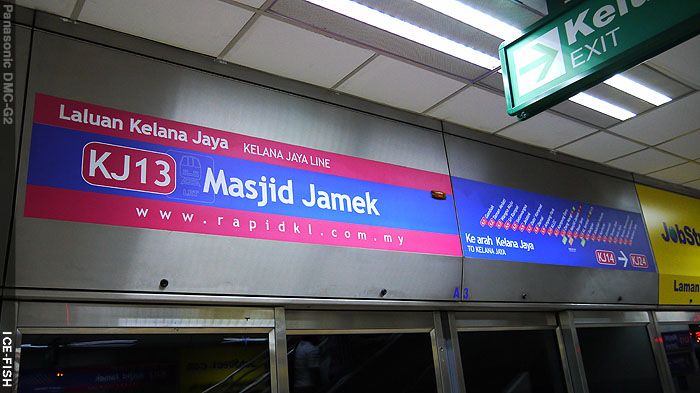 Panasonic DMC-G2
ICE-FISH
Kelu
EXIT
Laluan Kelana Jaya
KELANA JAYA LINE
KJ13
Masjid Jamek
www.rapidkl.com.my
Ke arah Kelana Jaya
TO KELANA JAYA
KJ14
KJ24
A3
JobSt
Laman